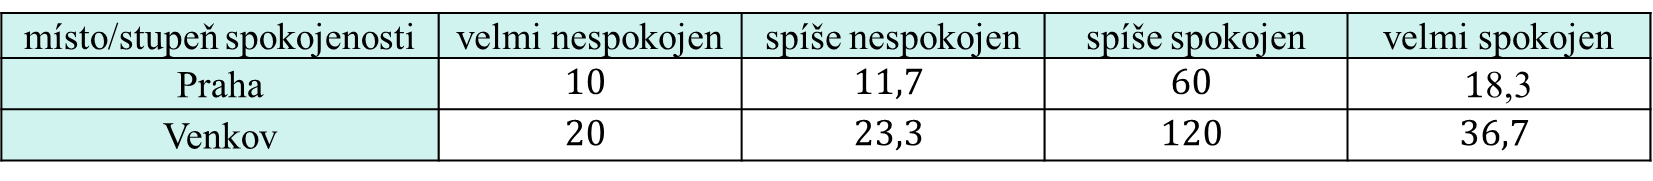 místo/stupeň spokojenosti velmi nespokojen spíše nespokojen spíše spokojen velmi spokojen
Praha 10 11,7 60 18,3
Venkov 20 23,3 120 36,7